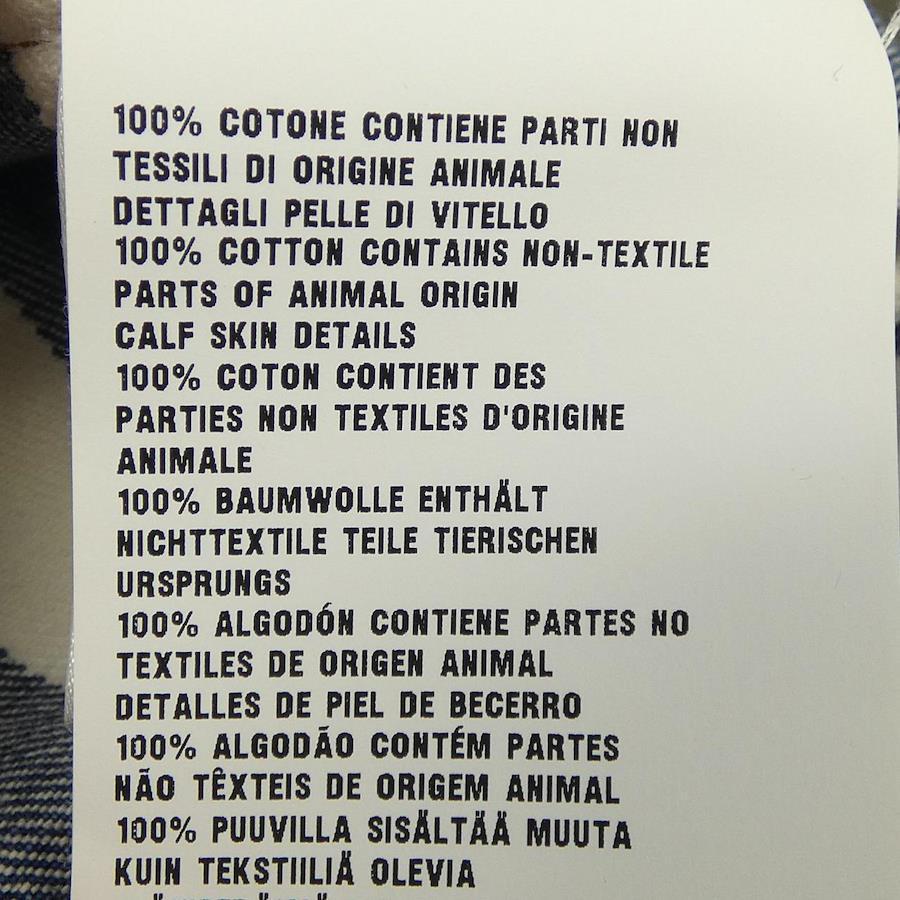 100% COTONE CONTIENE PARTI NON
TESSILI DI ORIGINE ANIMALE
DETTAGLI PELLE DI VITELLO
100% COTTON CONTAINS NON-TEXTILE
PARTS OF ANIMAL ORIGIN
CALF SKIN DETAILS
100% COTON CONTIENT DES
PARTIES NON TEXTILES D'ORIGINE
ANIMALE
100% BAUMWOLLE ENTHÄLT
NICHTTEXTILE TEILE TIERISCHEN
URSPRUNGS
100% ALGODÓN CONTIENE PARTES NO
TEXTILES DE ORIGEN ANIMAL
DETALLES DE PIEL DE BECERRO
100% ALGODÃO CONTÉM PARTES
NÃO TÊXTEIS DE ORIGEM ANIMAL
100% PUUVILLA SISÄLTÄÄ MUUTA
KUIN TEKSTIILIÄ OLEVIA